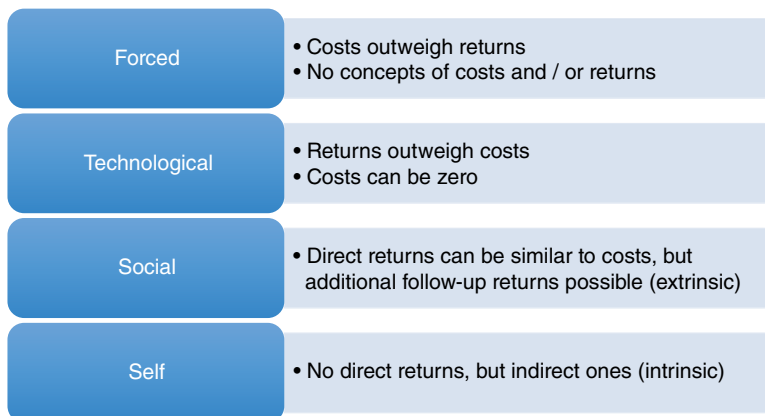 Forced
• Costs outweigh returns
• No concepts of costs and / or returns
Technological
• Returns outweigh costs
• Costs can be zero
Social
• Direct returns can be similar to costs, but
additional follow-up returns possible (extrinsic)
Self
• No direct returns, but indirect ones (intrinsic)